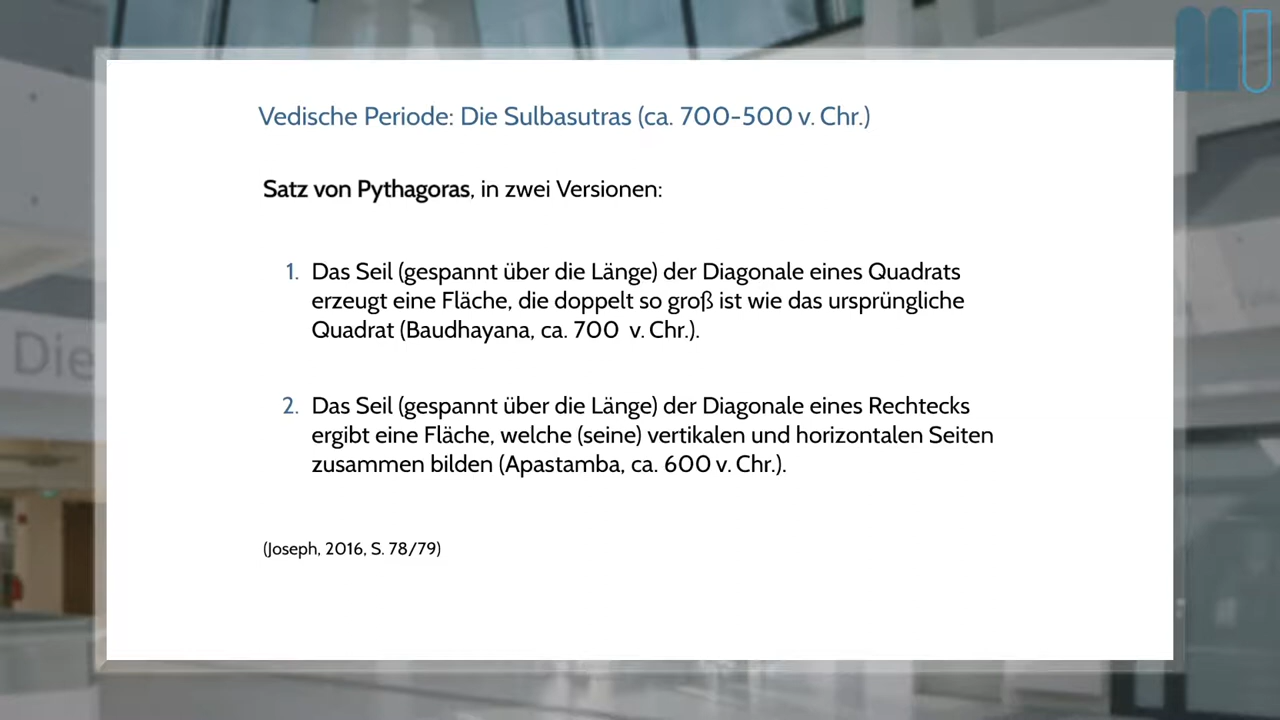 Vedische Periode: Die Sulbasutras (ca. 700-500 v. Chr.)
Satz von Pythagoras, in zwei Versionen:
1. Das Seil (gespannt über die Länge) der Diagonale eines Quadrats
erzeugt eine Fläche, die doppelt so groß ist wie das ursprüngliche
Quadrat (Baudhayana, ca. 700 v. Chr.).
Die
2. Das Seil (gespannt über die Länge) der Diagonale eines Rechtecks
ergibt eine Fläche, welche (seine) vertikalen und horizontalen Seiten
zusammen bilden (Apastamba, ca. 600 v. Chr.).
(Joseph, 2016, S. 78/79)